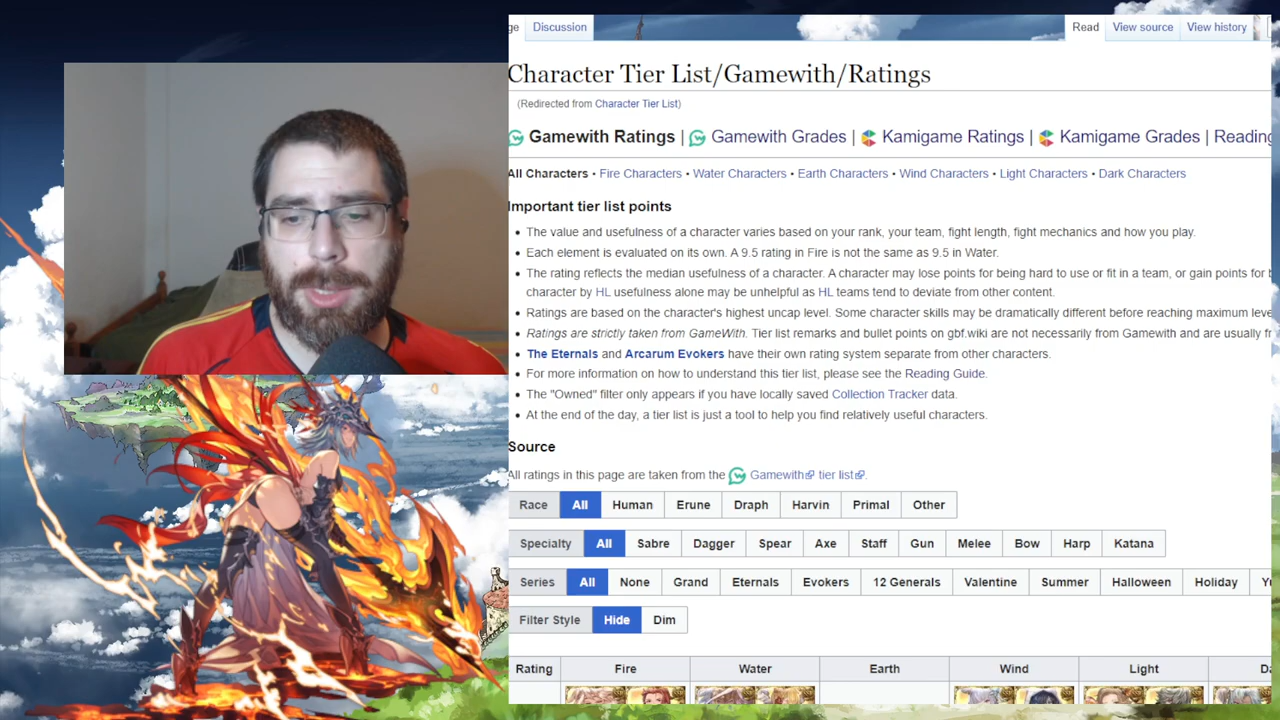 ge Discussion Read View source View history
Character Tier List/Gamewith/Ratings
(Redirected from Character Tier List)
Gamewith Ratings | Gamewith Grades | Kamigame Ratings | Kamigame Grades | Reading
All Characters • Fire Characters • Water Characters • Earth Characters • Wind Characters • Light Characters • Dark Characters
Important tier list points
• The value and usefulness of a character varies based on your rank, your team, fight length, fight mechanics and how you play.
• Each element is evaluated on its own. A 9.5 rating in Fire is not the same as 9.5 in Water.
• The rating reflects the median usefulness of a character. A character may lose points for being hard to use or fit in a team, or gain points for b
character by HL usefulness alone may be unhelpful as HL teams tend to deviate from other content.
• Ratings are based on the character's highest uncap level. Some character skills may be dramatically different before reaching maximum leve
• Ratings are strictly taken from GameWith. Tier list remarks and bullet points on gbf.wiki are not necessarily from Gamewith and are usually fr
• The Eternals and Arcarum Evokers have their own rating system separate from other characters.
• For more information on how to understand this tier list, please see the Reading Guide.
• The "Owned" filter only appears if you have locally saved Collection Tracker data.
• At the end of the day, a tier list is just a tool to help you find relatively useful characters.
Source
All ratings in this page are taken from the Gamewith tier list.
Race All Human Erune Draph Harvin Primal Other
Specialty All Sabre Dagger Spear Axe Staff Gun Melee Bow Harp Katana
Series All None Grand Eternals Evokers 12 Generals Valentine Summer Halloween Holiday Yu
Filter Style Hide Dim
Rating Fire Water Earth Wind Light Da